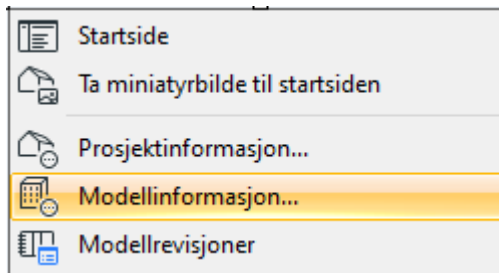 Startside
Ta miniatyrbilde til startsiden
Prosjektinformasjon...
Modellinformasjon...
Modellrevisjoner